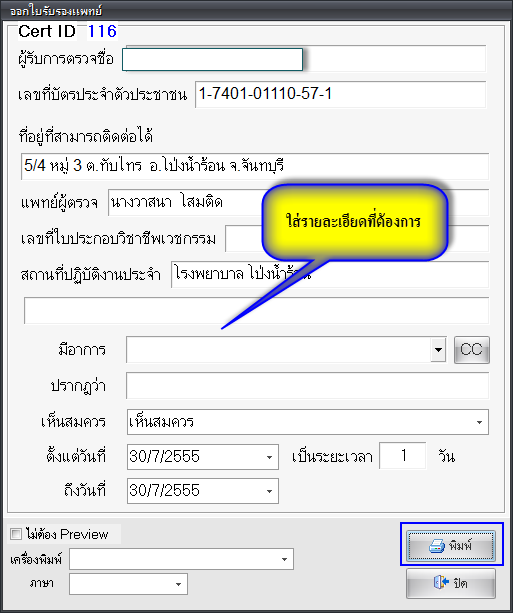 ออกใบรับรองแพทย์
Cert ID 116
ผู้รับการตรวจชื่อ
เลขที่บัตรประจำตัวประชาชน 1-7401-01110-57-1
ที่อยู่ที่สามารถติดต่อได้
5/4 หมู่ 3 ต.ทับไทร อ.โป่งน้ำร้อน จ.จันทบุรี
แพทย์ผู้ตรวจ นางวาสนา โสมติด
ใส่รายละเอียดที่ต้องการ
เลขที่ใบประกอบวิชาชีพเวชกรรม
สถานที่ปฏิบัติงานประจำ โรงพยาบาล โป่งน้ำร้อน
มีอาการ CC
ปรากฏว่า
เห็นสมควร เห็นสมควร
ตั้งแต่วันที่ 30/7/2555 เป็นระยะเวลา 1 วัน
ถึงวันที่ 30/7/2555
ไม่ต้อง Preview
เครื่องพิมพ์
พิมพ์
ภาษา
ปิด